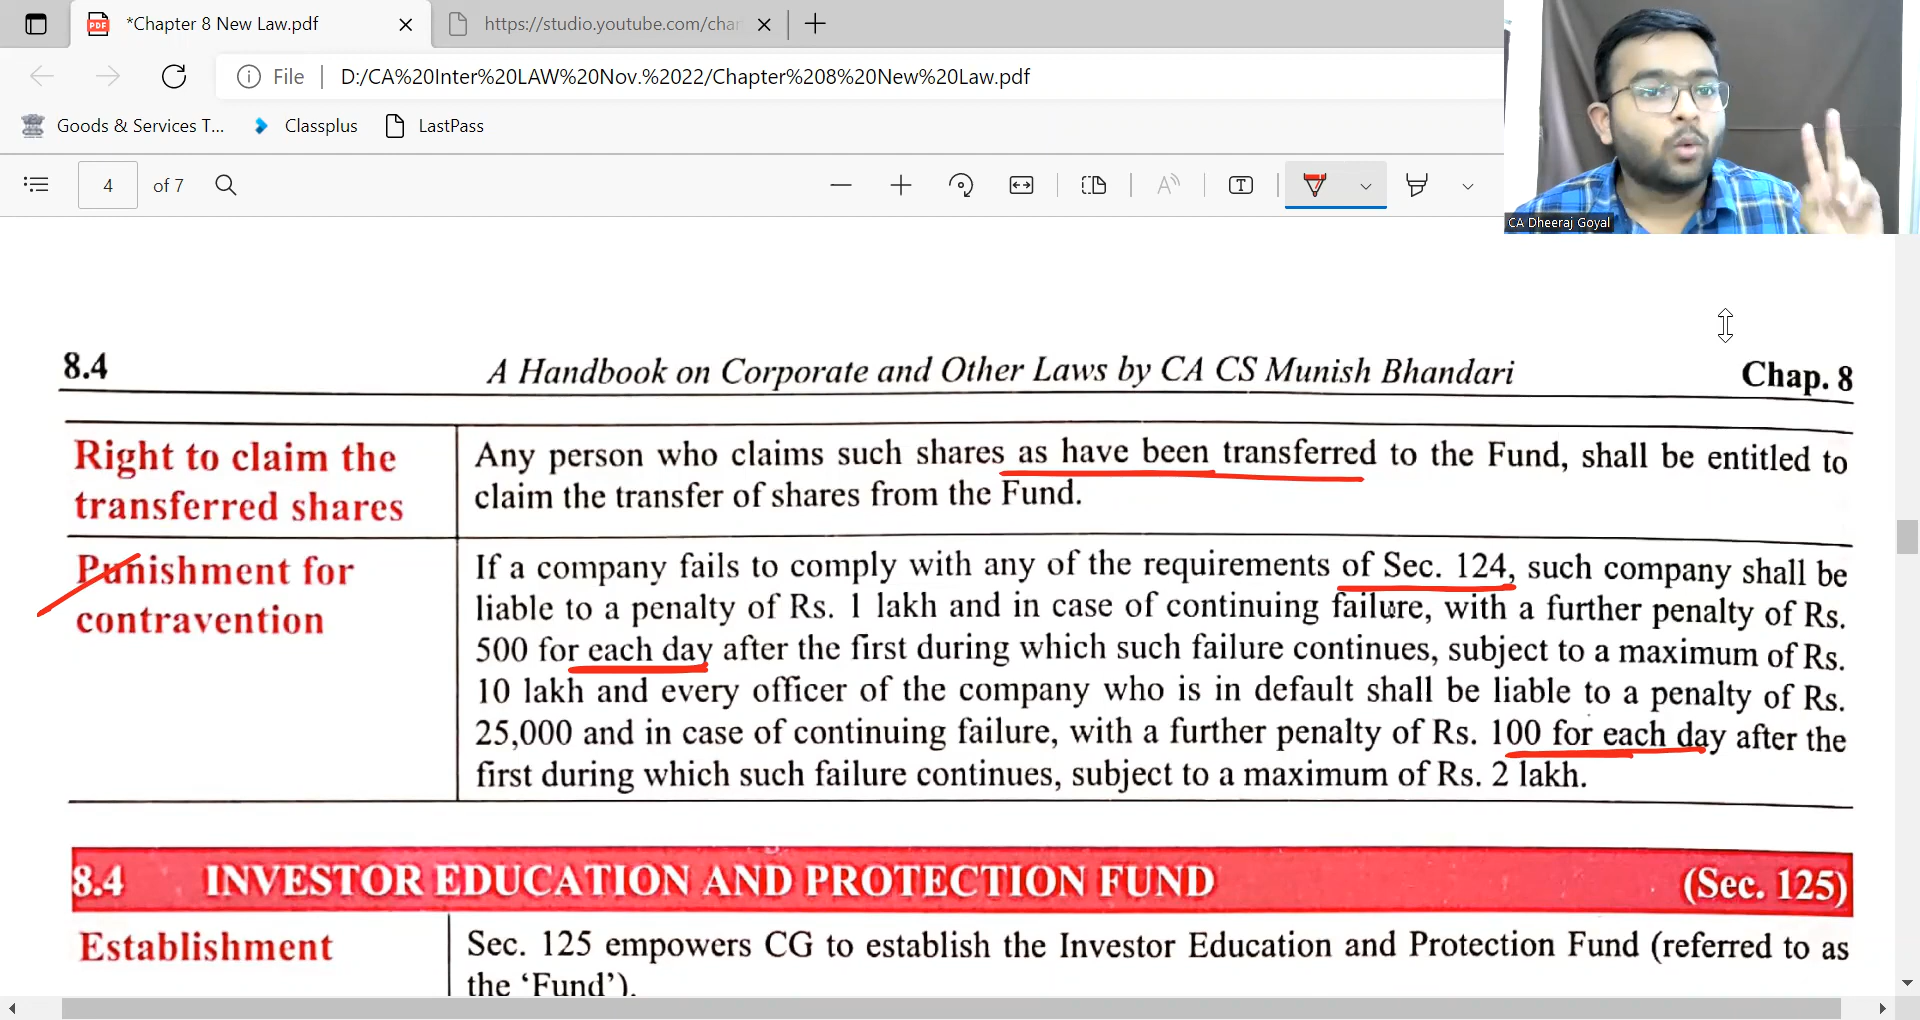 *Chapter 8 New Law.pdf
https://studio.youtube.com/char
File
D:/CA%20Inter%20LAW%20Nov.%2022/Chapter%208%20New%20Law.pdf
Goods & Services T...
Classplus
LastPass
4 of 7
CA Dheeraj Goyal
8.4 A Handbook on Corporate and Other Laws by CA CS Munish Bhandari Chap. 8
Right to claim the
transferred shares
Any person who claims such shares as have been transferred to the Fund, shall be entitled to
claim the transfer of shares from the Fund.
Punishment for
contravention
If a company fails to comply with any of the requirements of Sec. 124, such company shall be
liable to a penalty of Rs. 1 lakh and in case of continuing failure, with a further penalty of Rs.
500 for each day after the first during which such failure continues, subject to a maximum of Rs.
10 lakh and every officer of the company who is in default shall be liable to a penalty of Rs.
25,000 and in case of continuing failure, with a further penalty of Rs. 100 for each day after the
first during which such failure continues, subject to a maximum of Rs. 2 lakh.
8.4 INVESTOR EDUCATION AND PROTECTION FUND (Sec. 125)
Establishment
Sec. 125 empowers CG to establish the Investor Education and Protection Fund (referred to as
the ‘Fund’).